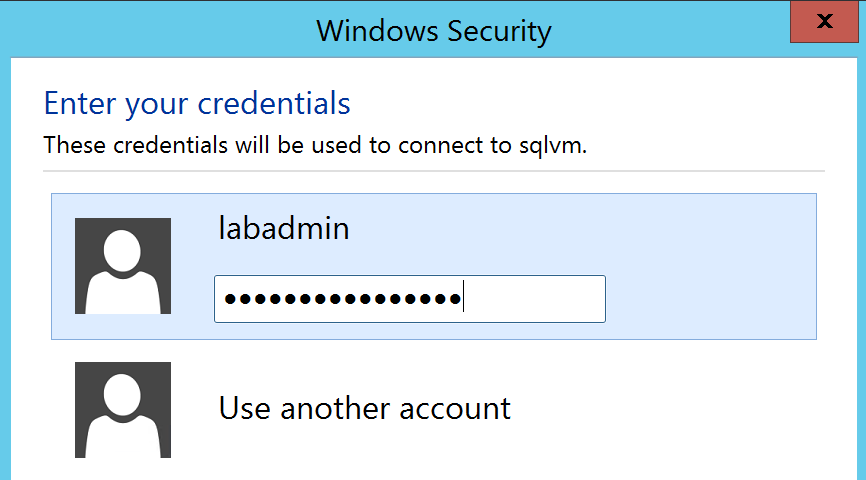 Windows Security
x
Enter your credentials
These credentials will be used to connect to sqlvm.
labadmin
●●●●●●●●●●●●●●●●
Use another account